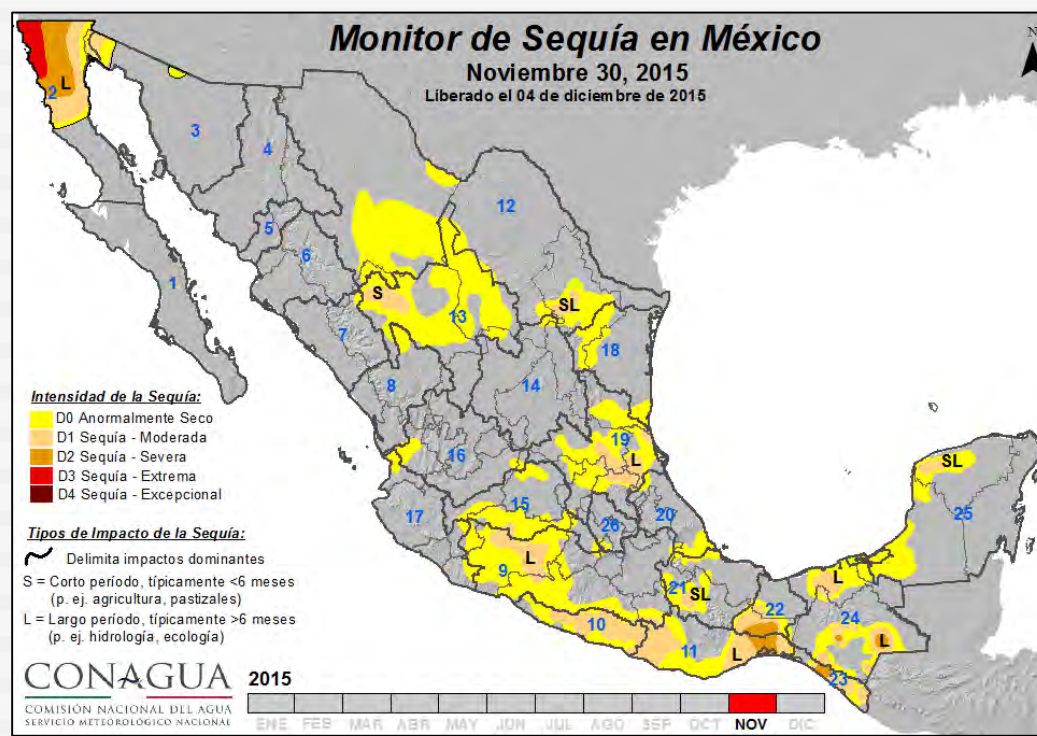 Monitor de Sequía en México
Noviembre 30, 2015
Liberado el 04 de diciembre de 2015
N
L
2
3
4
12
5
6
1
S
13
SL
7
18
8
14
19
L
16
SL
15
17
26
20
25
L
9
21
SL
L
22
24
10
11
L
L
23
Intensidad de la Sequía:
D0 Anormalmente Seco
D1 Sequía - Moderada
D2 Sequía - Severa
D3 Sequía - Extrema
D4 Sequía - Excepcional
Tipos de Impacto de la Sequía:
Delimita impactos dominantes
S = Corto período, típicamente <6 meses
(p. ej. agricultura, pastizales)
L = Largo período, típicamente >6 meses
(p. ej. hidrología, ecología)
CONAGUA
COMISIÓN NACIONAL DEL AGUA
SERVICIO METEOROLÓGICO NACIONAL
2015
ENE FEB MAR ABR MAY JUN JUL AGO SEP OCT NOV DIC